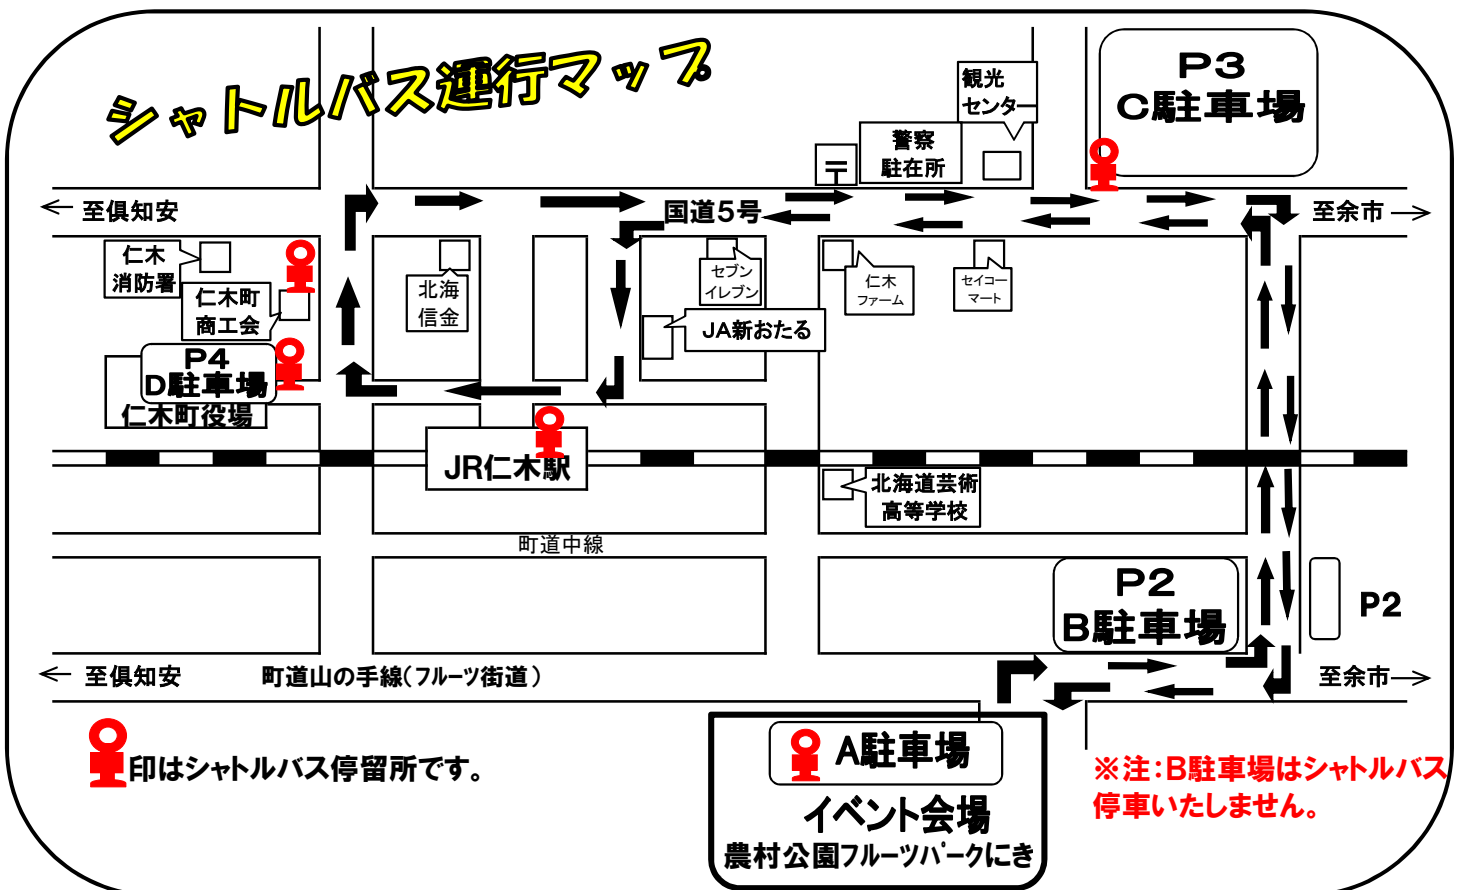 シャトルバス運行マップ
P3
C駐車場
観光
センター
警察
駐在所
〒
←至倶知安
国道5号
至余市→
仁木
消防署
仁木町
商工会
北海
信金
セブン
イレブン
仁木
ファーム
セイコー
マート
JA新おたる
P4
D駐車場
仁木町役場
JR仁木駅
北海道芸術
高等学校
町道中線
P2
B駐車場
P2
←至倶知安
町道山の手線(フルーツ街道)
至余市→
印はシャトルバス停留所です。
A駐車場
イベント会場
農村公園フルーツパークにき
※注:B駐車場はシャトルバス
停車いたしません。